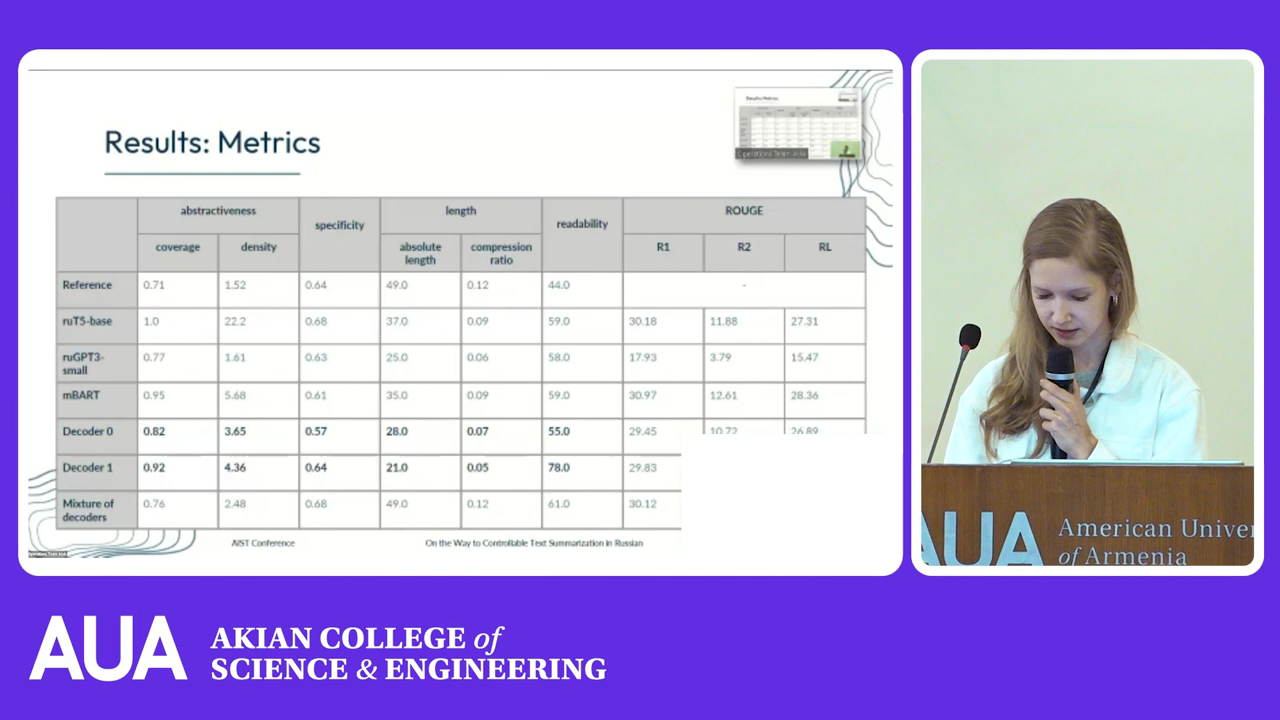 Results: Metrics
abstractiveness specificity length readability ROUGE
coverage density absolute length compression ratio R1 R2 RL
Reference 0.71 1.52 0.64 49.0 0.12 44.0 -
ruT5-base 1.0 22.2 0.68 37.0 0.09 59.0 30.18 11.88 27.31
ruGPT3-small 0.77 1.61 0.63 25.0 0.06 58.0 17.93 3.79 15.47
mBART 0.95 5.68 0.61 35.0 0.09 59.0 30.97 12.61 28.36
Decoder 0 0.82 3.65 0.57 28.0 0.07 55.0 29.45 10.72 26.89
Decoder 1 0.92 4.36 0.64 21.0 0.05 78.0 29.83
Mixture of decoders 0.76 2.48 0.68 49.0 0.12 61.0 30.12
AIST Conference
On the Way to Controllable Text Summarization in Russian
AUA American Univer
of Armenia
AUA AKIAN COLLEGE of
SCIENCE & ENGINEERING